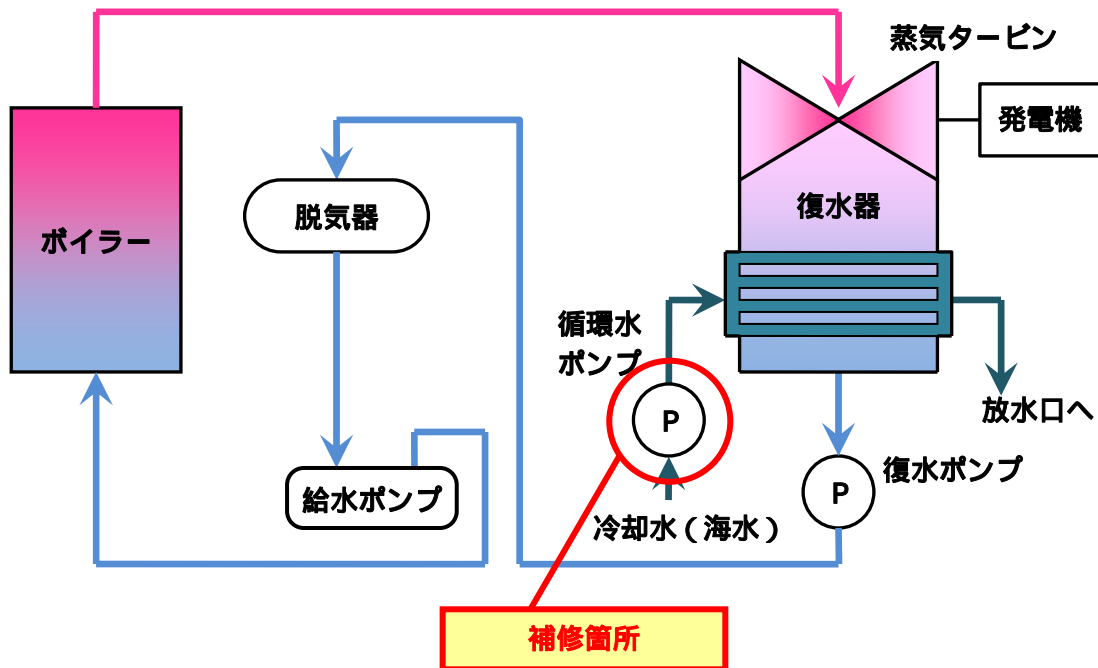 蒸気タービン
発電機
復水器
脱気器
ボイラー
循環水
ポンプ
P
放水口へ
復水ポンプ
P
給水ポンプ
冷却水(海水)
補修箇所